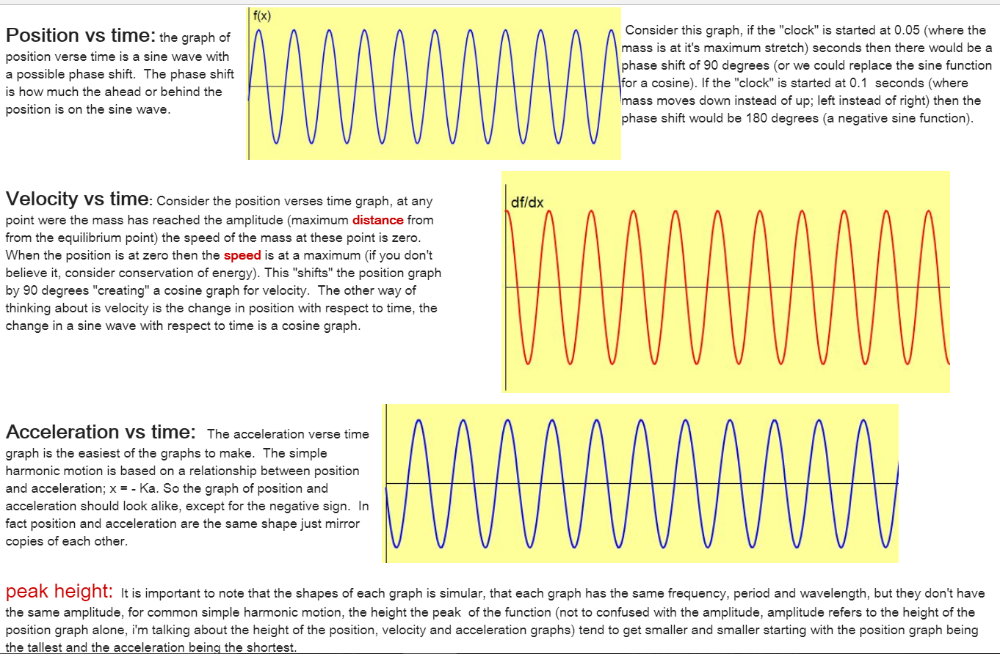 Position vs time: the graph of
position verse time is a sine wave with
a possible phase shift.  The phase shift
is how much the ahead or behind the
position is on the sine wave.
f(x)
Consider this graph, if the "clock" is started at 0.05 (where the
mass is at it's maximum stretch) seconds then there would be a
phase shift of 90 degrees (or we could replace the sine function
for a cosine). If the "clock" is started at 0.1  seconds (where
mass moves down instead of up; left instead of right) then the
phase shift would be 180 degrees (a negative sine function).
Velocity vs time: Consider the position verses time graph, at any
point were the mass has reached the amplitude (maximum distance from
from the equilibrium point) the speed of the mass at these point is zero.
When the position is at zero then the speed is at a maximum (if you don't
believe it, consider conservation of energy). This "shifts" the position graph
by 90 degrees "creating" a cosine graph for velocity.  The other way of
thinking about is velocity is the change in position with respect to time, the
change in a sine wave with respect to time is a cosine graph.
df/dx
Acceleration vs time:  The acceleration verse time
graph is the easiest of the graphs to make.  The simple
harmonic motion is based on a relationship between position
and acceleration; x = - Ka. So the graph of position and
acceleration should look alike, except for the negative sign.  In
fact position and acceleration are the same shape just mirror
copies of each other.
peak height:  It is important to note that the shapes of each graph is simular, that each graph has the same frequency, period and wavelength, but they don't have
the same amplitude, for common simple harmonic motion, the height the peak  of the function (not to confused with the amplitude, amplitude refers to the height of the
position graph alone, i'm talking about the height of the position, velocity and acceleration graphs) tend to get smaller and smaller starting with the position graph being
the tallest and the acceleration being the shortest.